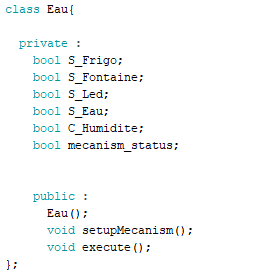 class Eau{
private :
bool S_Frigo;
bool S_Fontaine;
bool S_Led;
bool S_Eau;
bool C_Humidite;
bool mecanism_status;
public :
Eau();
void setupMecanism();
void execute();
};